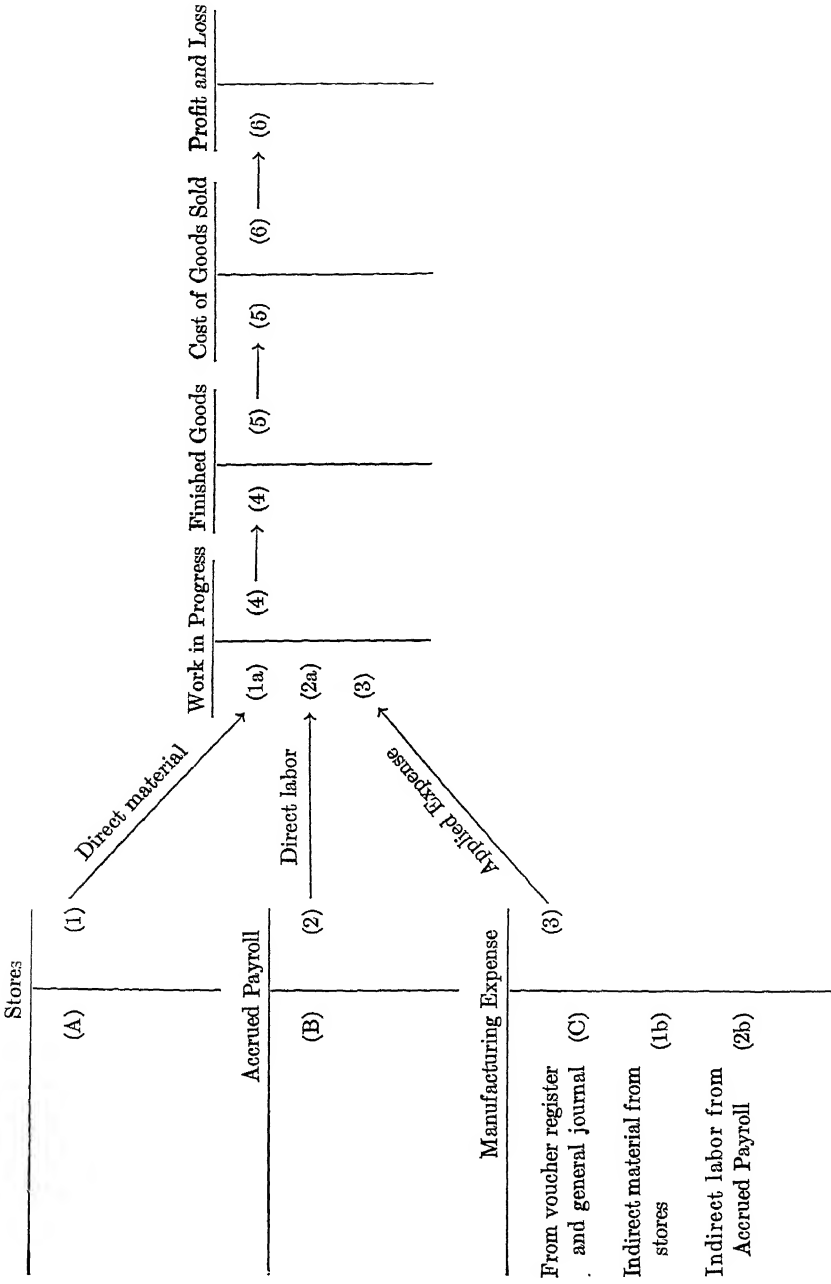 Stores
(A) (1)
Direct material
Accrued Payroll
(B) (2)
Direct labor
Manufacturing Expense
From voucher register
and general journal (C) (3)
Applied Expense
Indirect material from
stores (1b)
Indirect labor from
Accrued Payroll (2b)
Work in Progress Finished Goods Cost of Goods Sold Profit and Loss
(1a) (4) (4) (5) (5) (6) (6)
(2a)
(3)